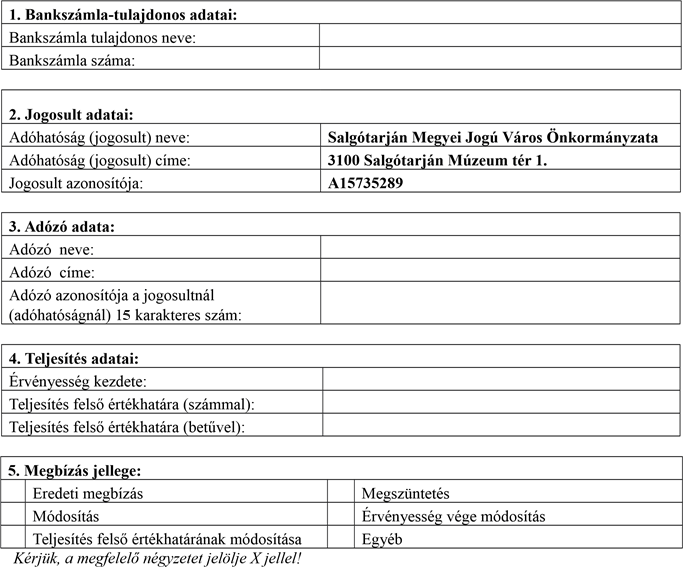 1. Bankszámla-tulajdonos adatai:
Bankszámla tulajdonos neve:
Bankszámla száma:
2. Jogosult adatai:
Adóhatóság (jogosult) neve: Salgótarján Megyei Jogú Város Önkormányzata
Adóhatóság (jogosult) címe: 3100 Salgótarján Múzeum tér 1.
Jogosult azonosítója: A15735289
3. Adózó adata:
Adózó neve:
Adózó címe:
Adózó azonosítója a jogosultnál
(adóhatóságnál) 15 karakteres szám:
4. Teljesítés adatai:
Érvényesség kezdete:
Teljesítés felső értékhatára (számmal):
Teljesítés felső értékhatára (betűvel):
5. Megbízás jellege:
Eredeti megbízás Megszüntetés
Módosítás Érvényesség vége módosítás
Teljesítés felső értékhatárának módosítása Egyéb
Kérjük, a megfelelő négyzetet jelölje X jellel!